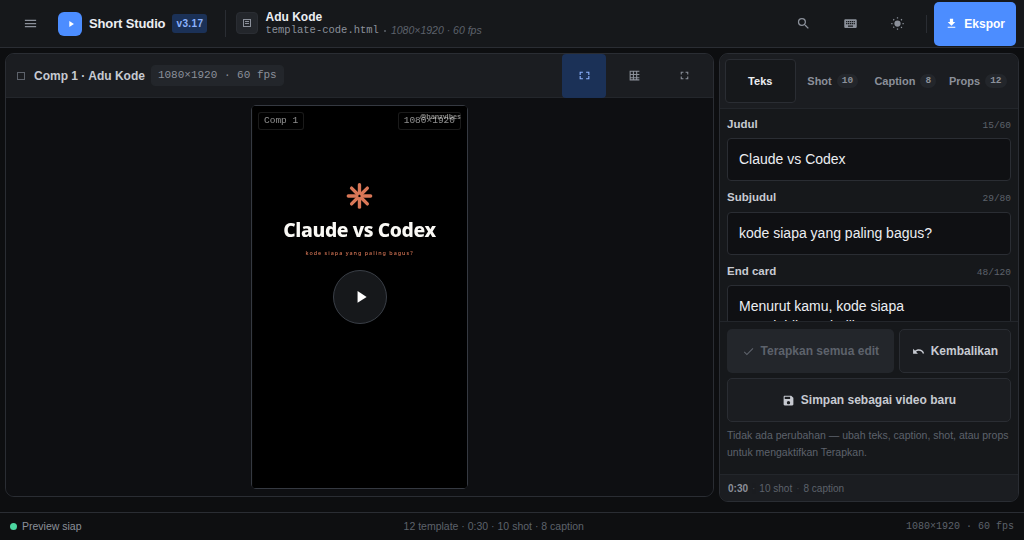 Short Studio v3.17
Adu Kode
template-code.html · 1080×1920 · 60 fps
Ekspor
Comp 1 · Adu Kode 1080×1920 · 60 fps
Comp 1
1080×1920
Claude vs Codex
kode siapa yang paling bagus?
Teks
Shot 10
Caption 8
Props 12
Judul 15/60
Claude vs Codex
Subjudul 29/80
kode siapa yang paling bagus?
End card 48/120
Menurut kamu, kode siapa
Terapkan semua edit
Kembalikan
Simpan sebagai video baru
Tidak ada perubahan — ubah teks, caption, shot, atau props
untuk mengaktifkan Terapkan.
0:30 · 10 shot · 8 caption
Preview siap
12 template · 0:30 · 10 shot · 8 caption
1080×1920 · 60 fps